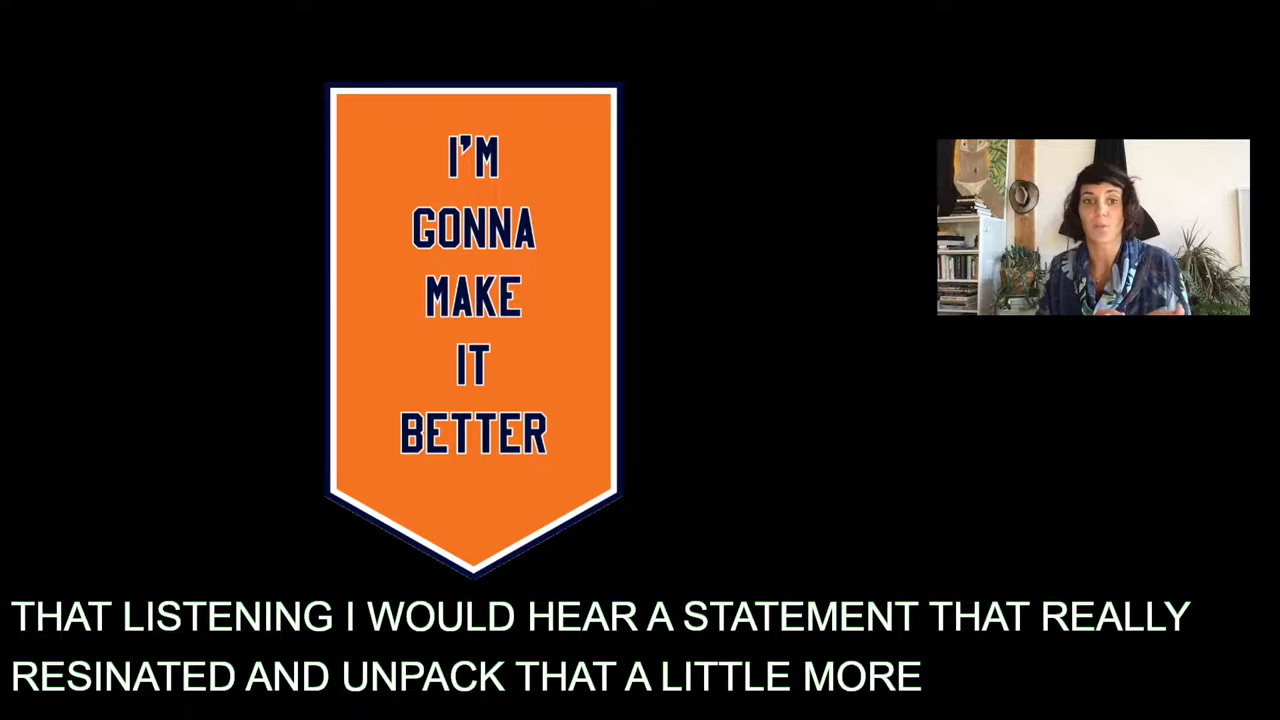 I'M
GONNA
MAKE
IT
BETTER
THAT LISTENING I WOULD HEAR A STATEMENT THAT REALLY
RESINATED AND UNPACK THAT A LITTLE MORE